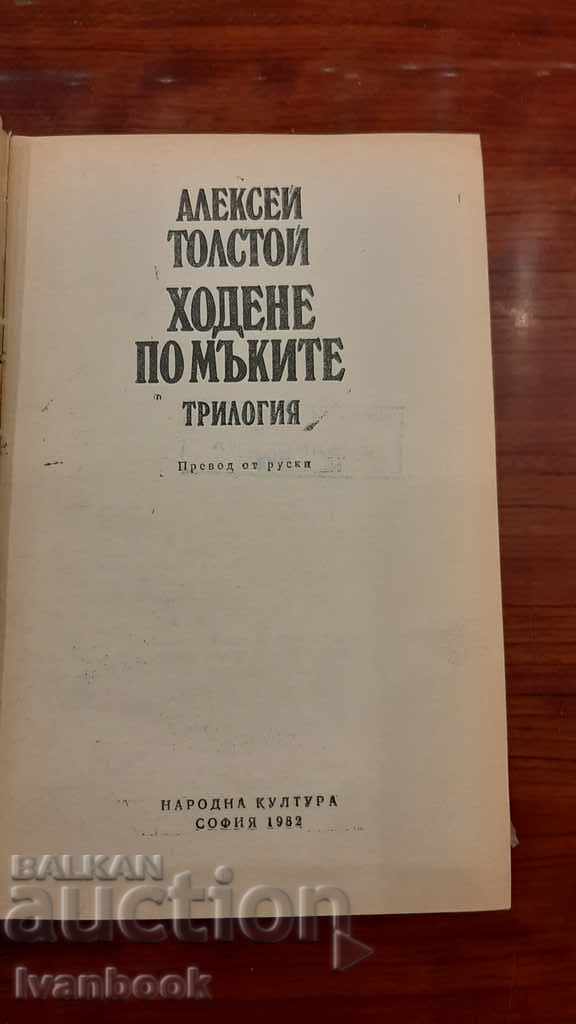 АЛЕКСЕЙ
ТОЛСТОЙ
ХОДЕНЕ
ПО МЪКИТЕ
ТРИЛОГИЯ
Превод от руски
НАРОДНА КУЛТУРА
СОФИЯ 1982
BALKAN
auction
Ivanbook